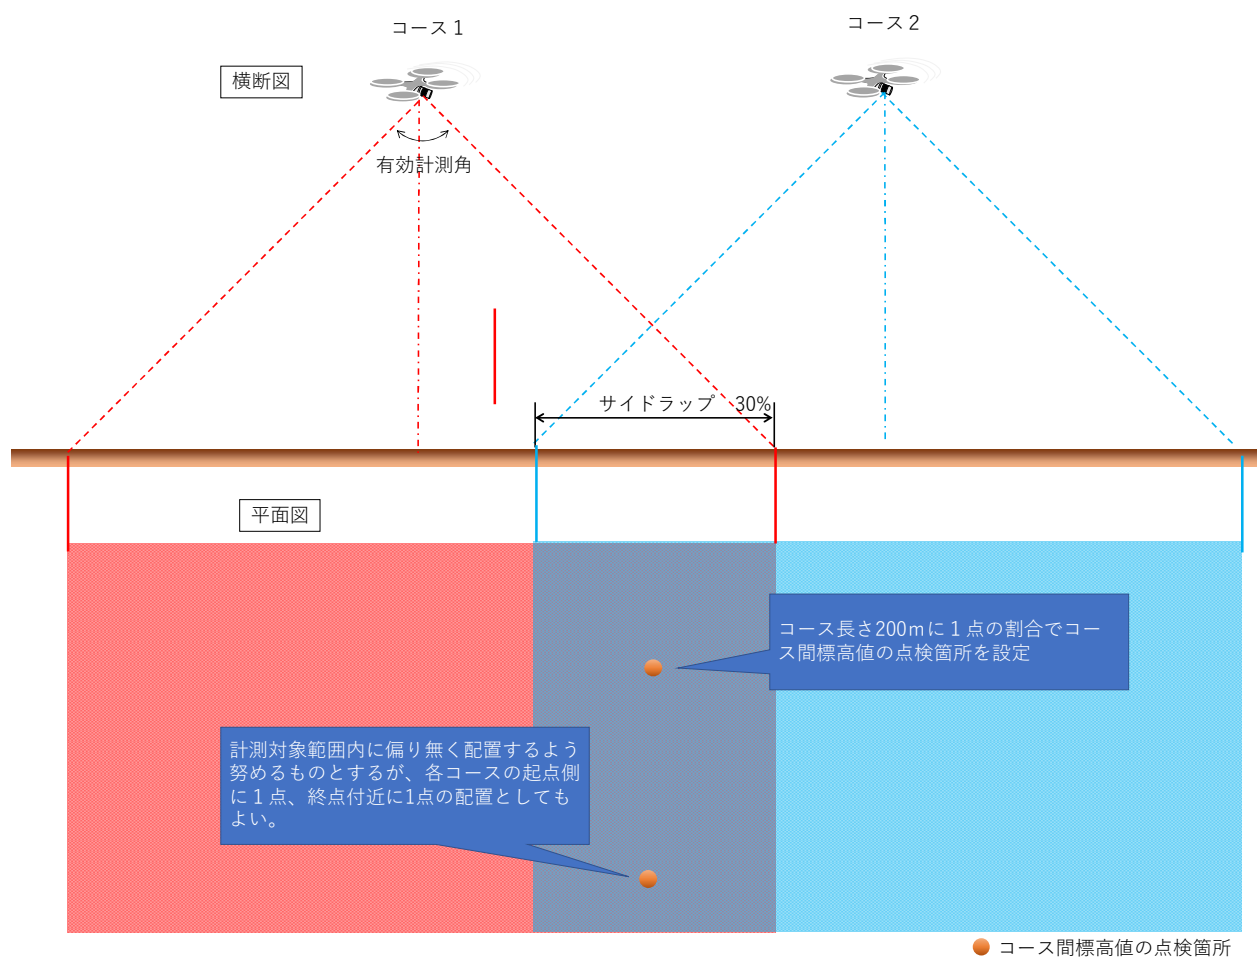 コース１
コース２
横断図
有効計測角
サイドラップ　30%
平面図
コース長さ200ｍに１点の割合でコー
ス間標高値の点検箇所を設定
計測対象範囲内に偏り無く配置するよう
努めるものとするが、各コースの起点側
に１点、終点付近に1点の配置としても
よい。
コース間標高値の点検箇所